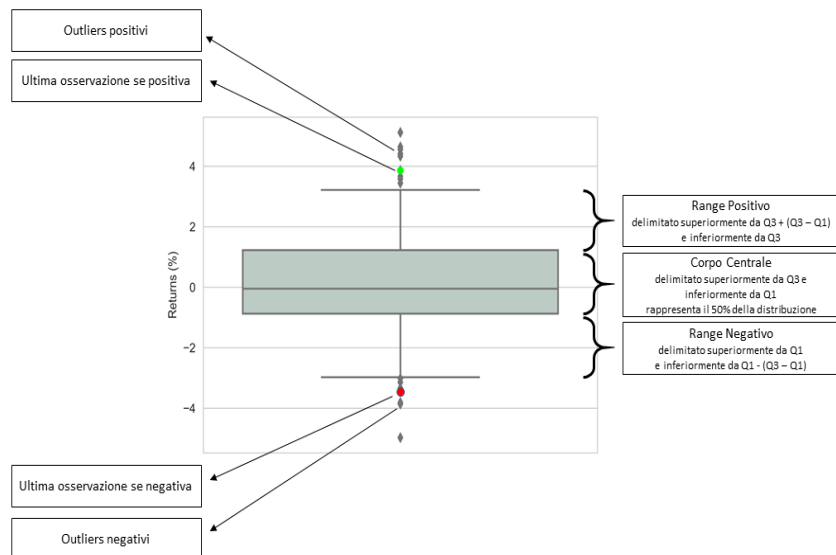 Outliers positivi
Ultima osservazione se positiva
4
2
0
−2
−4
Returns (%)
Range Positivo
delimitato superiormente da Q3 + (Q3 – Q1)
e inferiormente da Q3
Corpo Centrale
delimitato superiormente da Q3 e
inferiormente da Q1
rappresenta il 50% della distribuzione
Range Negativo
delimitato superiormente da Q1
e inferiormente da Q1 - (Q3 – Q1)
Ultima osservazione se negativa
Outliers negativi